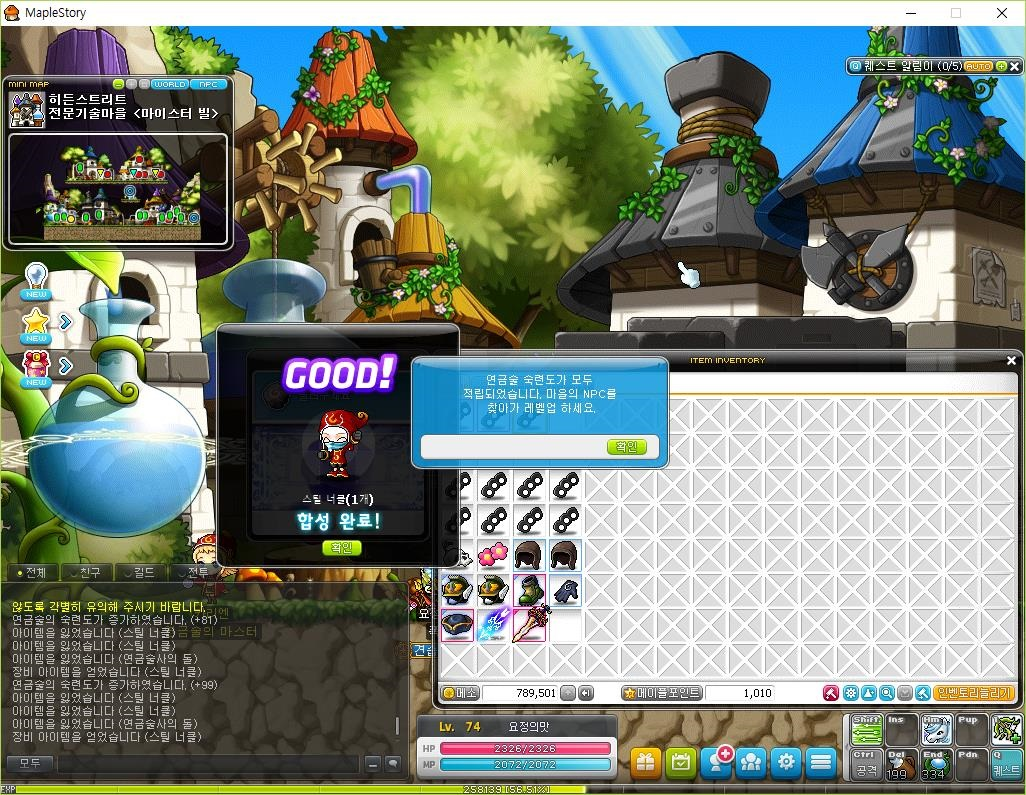 MapleStory
MINI MAP
WORLD
NPC
히든스트리트
전문기술마을 <마이스터 빌>
퀘스트 알림이 (0/5)
AUTO
NEW
NEW
NEW
GOOD!
스틸 너클(1개)
합성 완료!
확인
연금술 숙련도가 모두
적립되었습니다. 마을의 NPC를
찾아가 레벨업 하세요.
확인
ITEM INVENTORY
메소
789,501
메이플포인트
1,010
인벤토리늘리기
전체
친구
길드
전투
않도록 각별히 유의해 주시기 바랍니다.
연금술의 숙련도가 증가하였습니다. (+81)
아이템을 잃었습니다 (스틸 너클)
아이템을 잃었습니다 (스틸 너클)
아이템을 잃었습니다 (연금술사의 돌)
장비 아이템을 얻었습니다 (스틸 너클)
연금술의 숙련도가 증가하였습니다. (+99)
아이템을 잃었습니다 (스틸 너클)
아이템을 잃었습니다 (스틸 너클)
아이템을 잃었습니다 (연금술사의 돌)
장비 아이템을 얻었습니다 (스틸 너클)
모두
Lv. 74 요정의맛
HP 2326/2326
MP 2072/2072
Shift
Ins
Hm
Pup
Ctrl
공격
Del
199
End
334
Pdn
Q
퀘스트
EXP
258139 [56.51%]